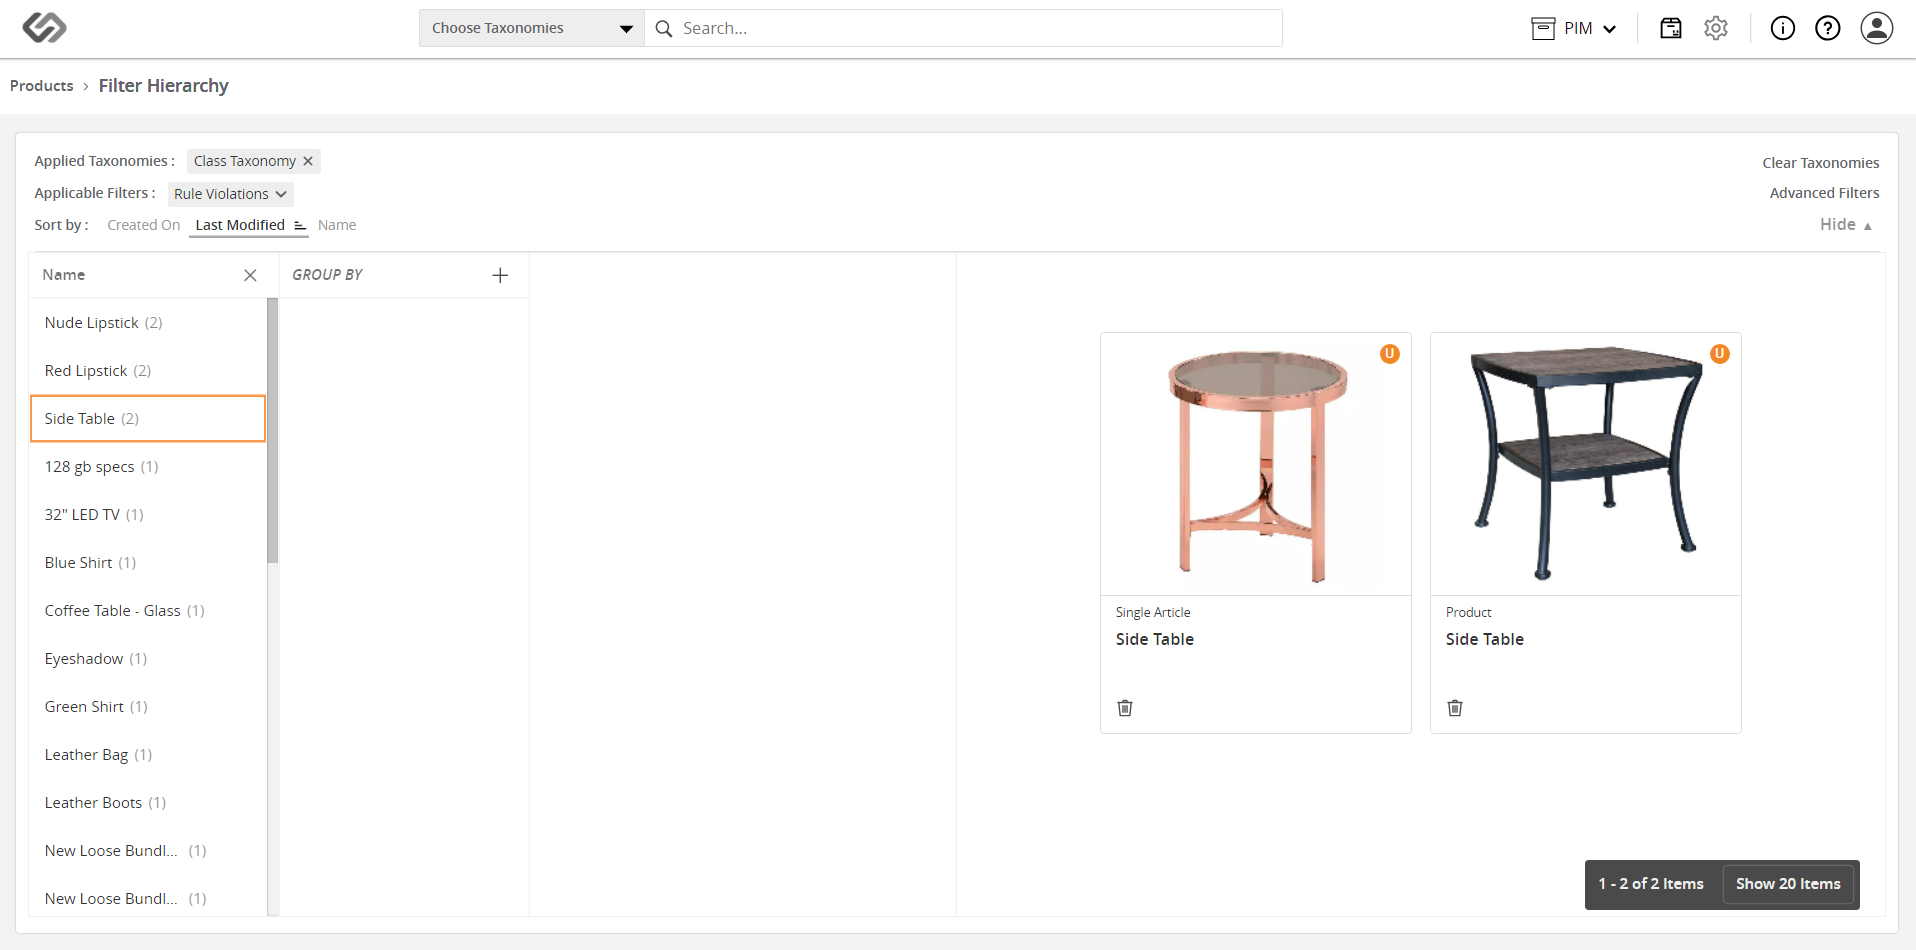 Choose Taxonomies
Search...
PIM
Products › Filter Hierarchy
Applied Taxonomies : Class Taxonomy ✕
Clear Taxonomies
Applicable Filters : Rule Violations
Advanced Filters
Sort by : Created On Last Modified Name
Hide ▲
Name
GROUP BY
Nude Lipstick (2)
Red Lipstick (2)
Side Table (2)
128 gb specs (1)
32" LED TV (1)
Blue Shirt (1)
Coffee Table - Glass (1)
Eyeshadow (1)
Green Shirt (1)
Leather Bag (1)
Leather Boots (1)
New Loose Bundl... (1)
New Loose Bundl... (1)
U
Single Article
Side Table
U
Product
Side Table
1 - 2 of 2 Items
Show 20 Items